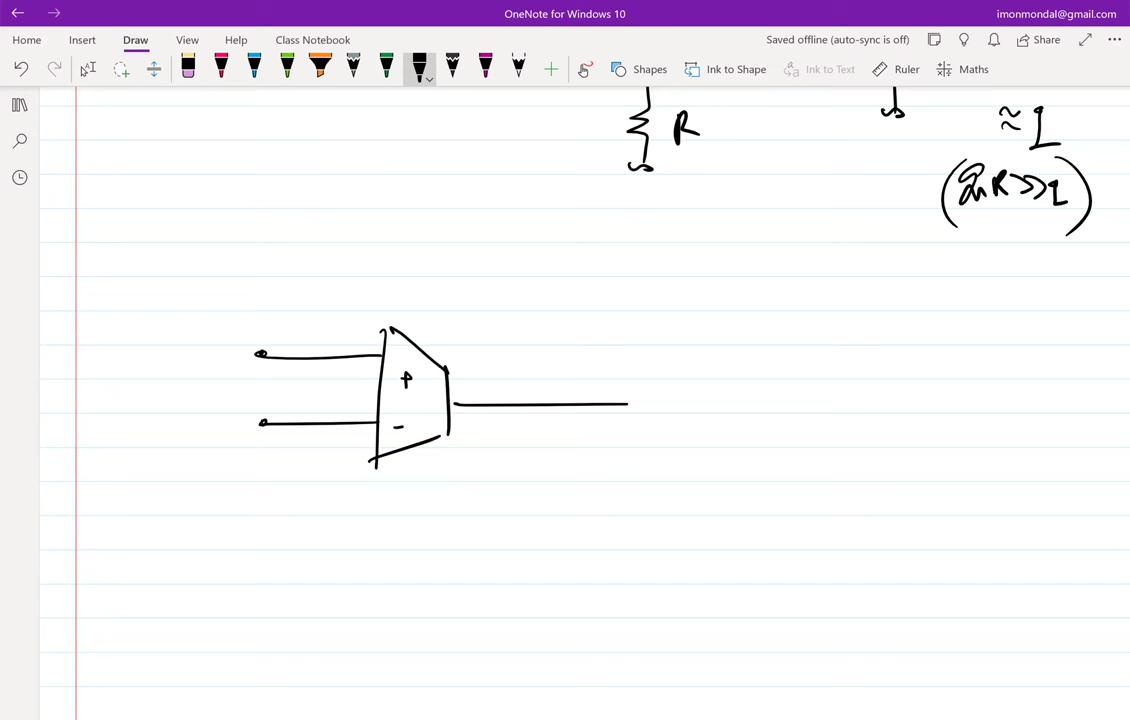 OneNote for Windows 10
imonmondal@gmail.com
Home Insert Draw View Help Class Notebook
Saved offline (auto-sync is off) Share
Shapes Ink to Shape Ink to Text Ruler Maths
R
≈ 1
+
-